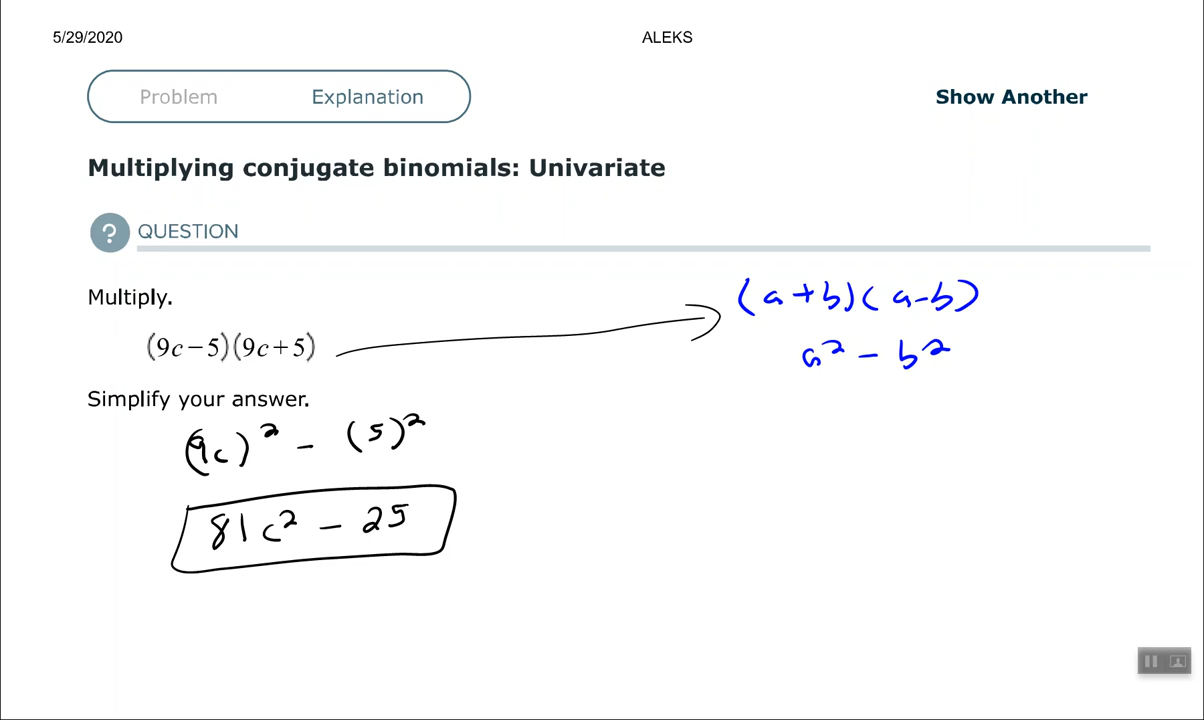 5/29/2020 ALEKS
Problem Explanation Show Another
Multiplying conjugate binomials: Univariate
? QUESTION
Multiply.
(a+b)(a-b)
(9c−5)(9c+5)
a² - b²
Simplify your answer.
(9c)² - (5)²
81c² - 25